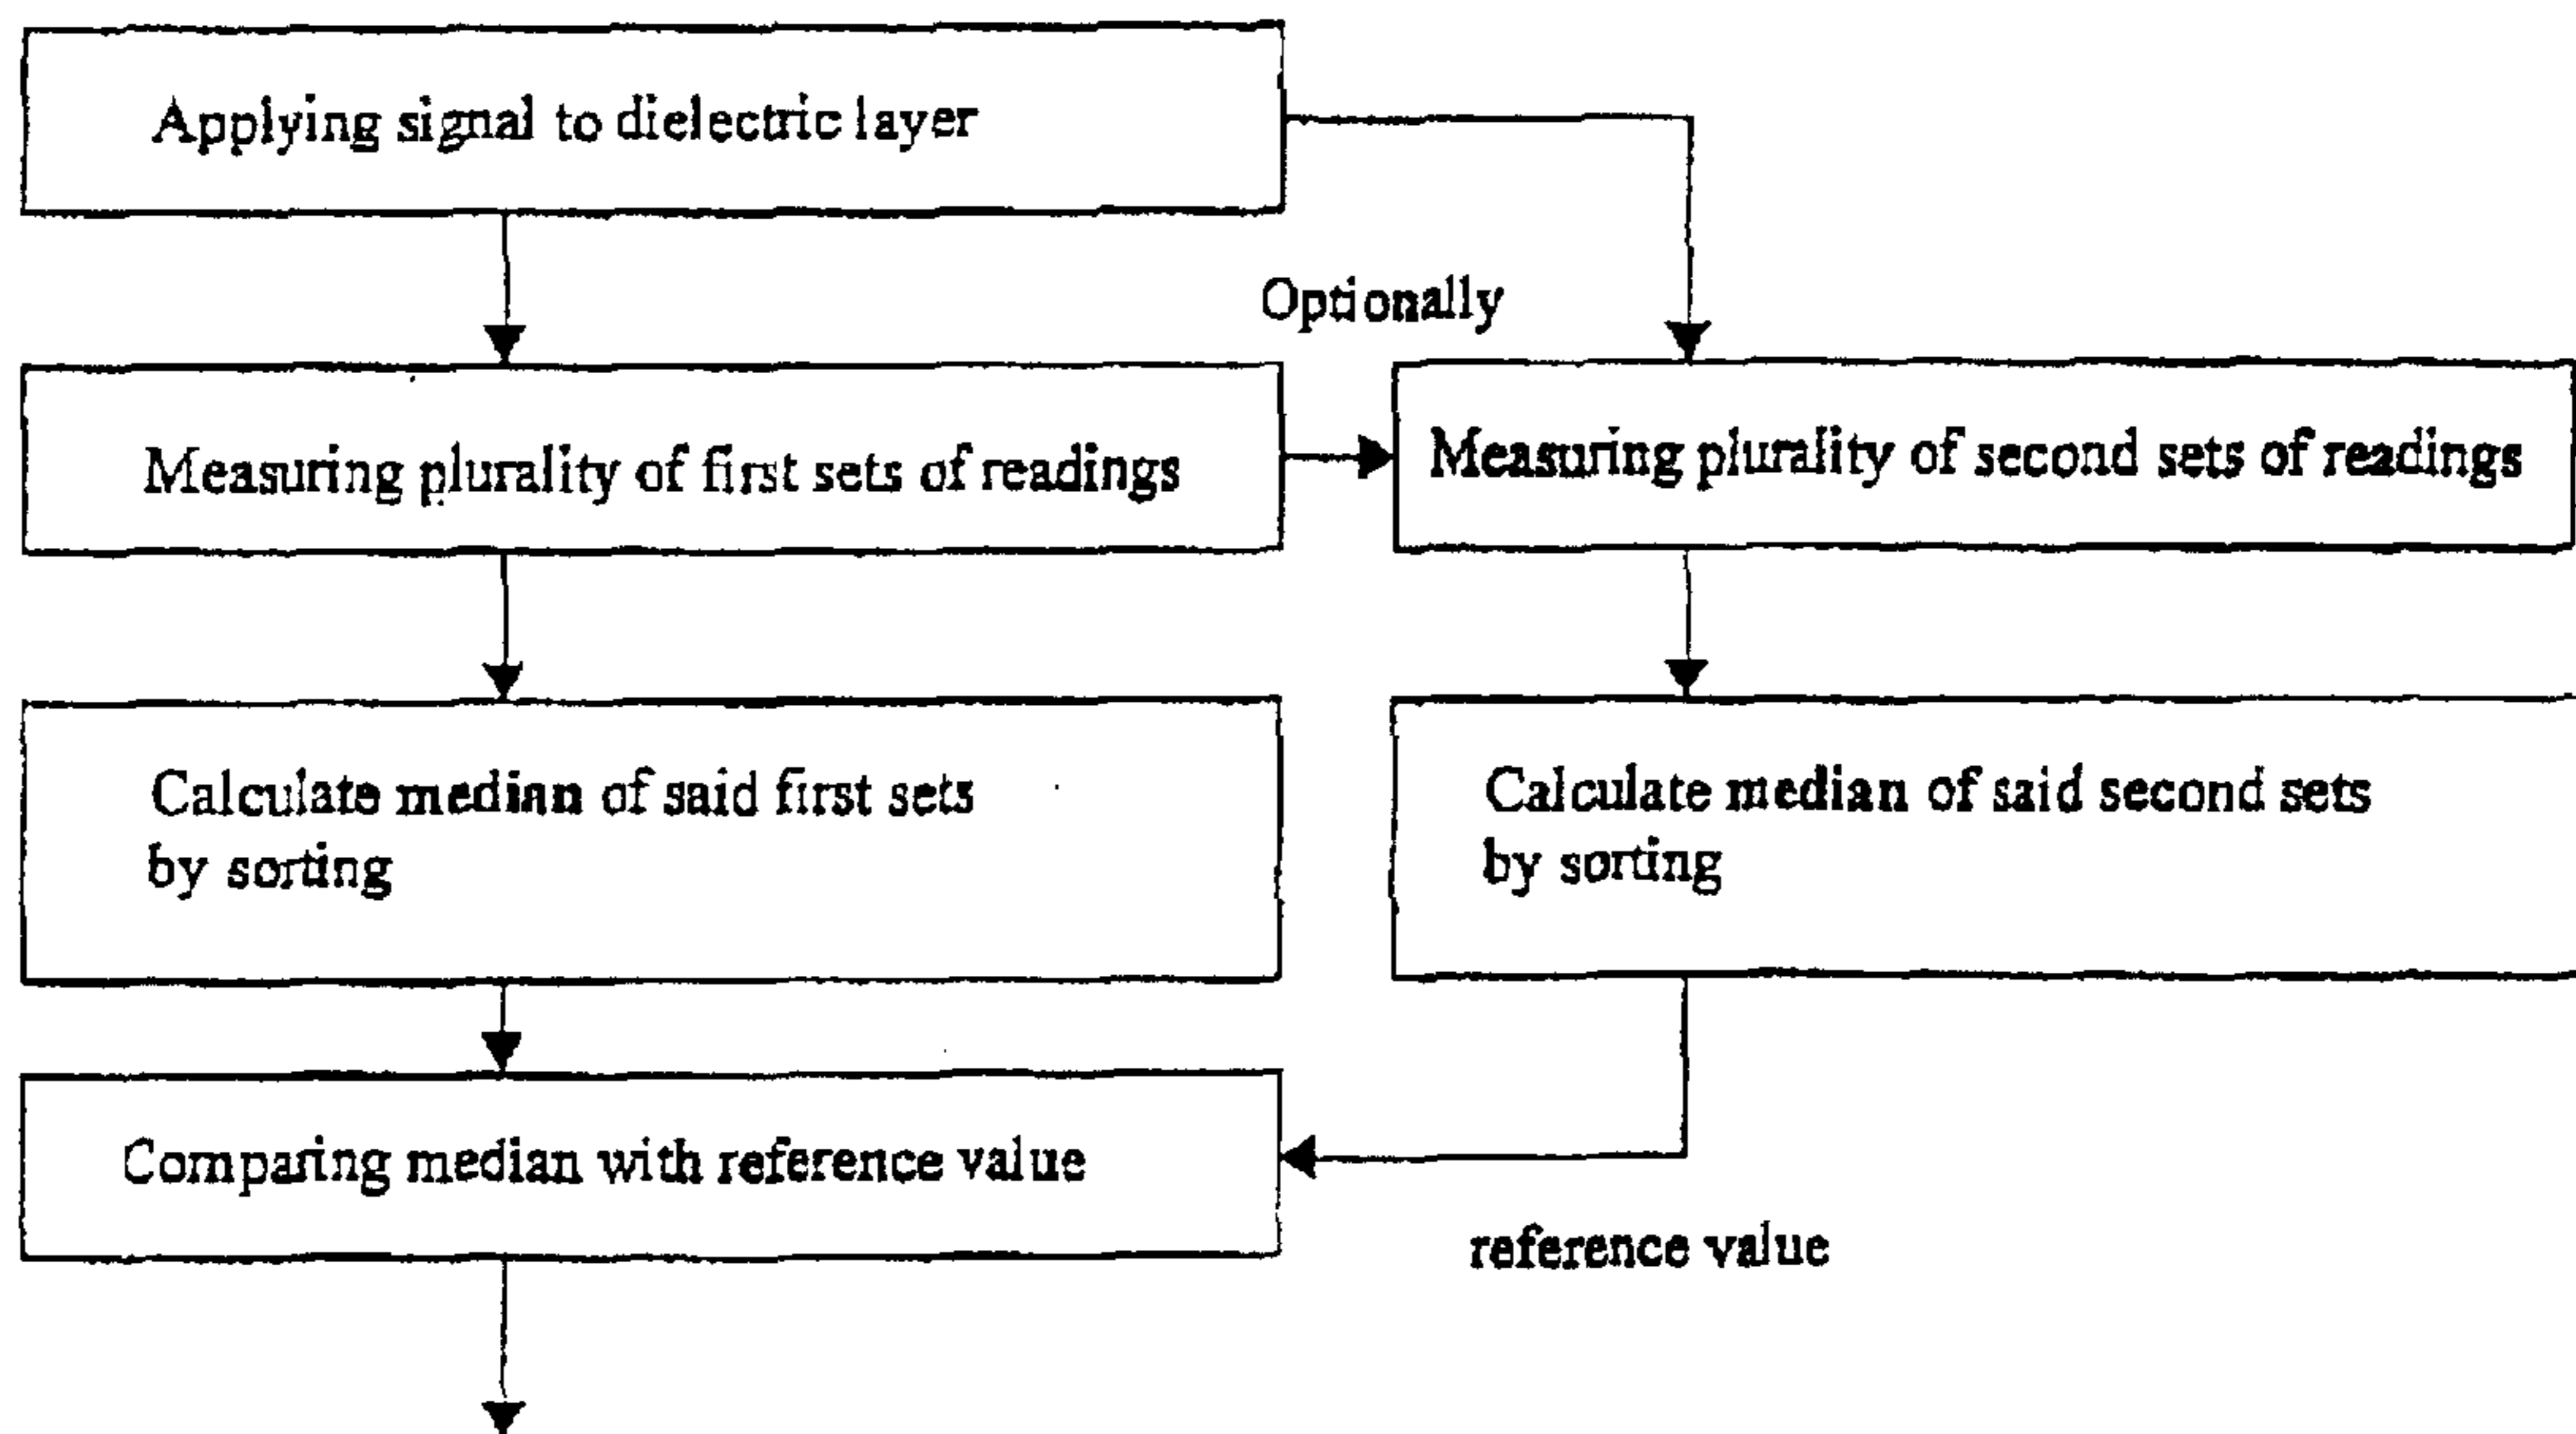 Applying signal to dielectric layer
Optionally
Measuring plurality of first sets of readings
Measuring plurality of second sets of readings
Calculate median of said first sets
by sorting
Calculate median of said second sets
by sorting
Comparing median with reference value
reference value